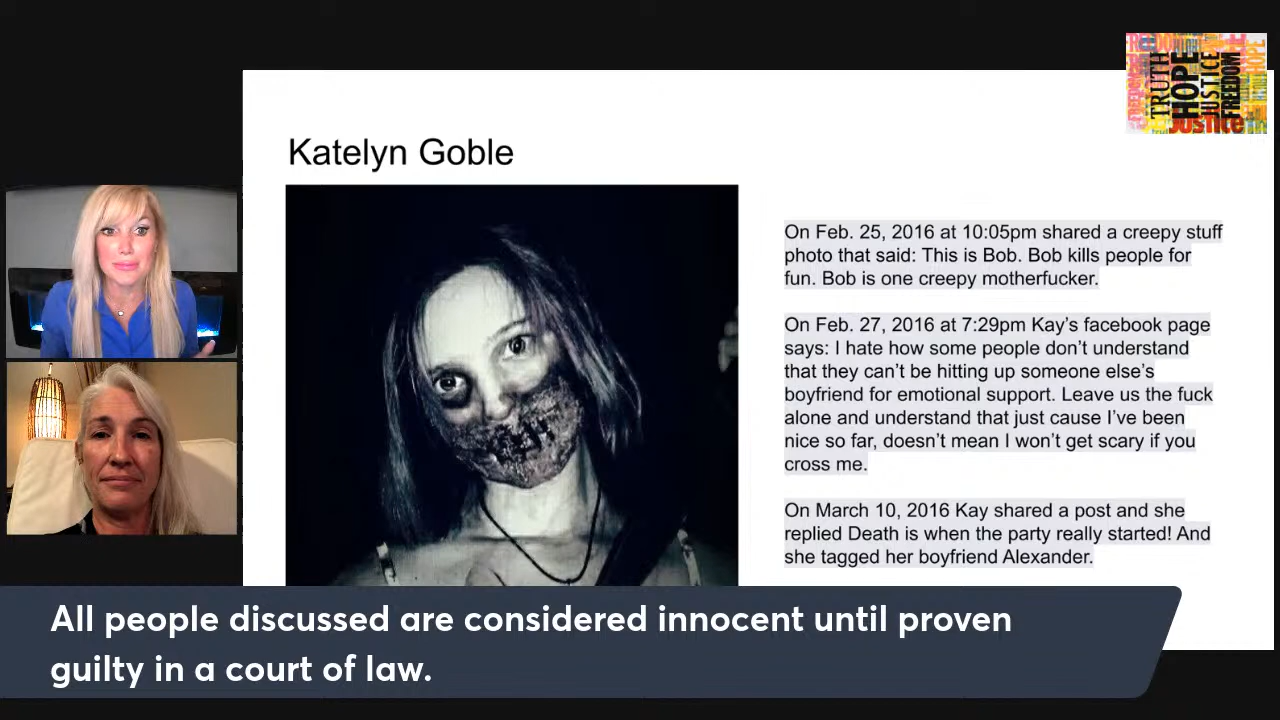 TRUTH
HOPE
JUSTICE
FREEDOM
Justice
Katelyn Goble
On Feb. 25, 2016 at 10:05pm shared a creepy stuff
photo that said: This is Bob. Bob kills people for
fun. Bob is one creepy motherfucker.
On Feb. 27, 2016 at 7:29pm Kay’s facebook page
says: I hate how some people don’t understand
that they can’t be hitting up someone else’s
boyfriend for emotional support. Leave us the fuck
alone and understand that just cause I’ve been
nice so far, doesn’t mean I won’t get scary if you
cross me.
On March 10, 2016 Kay shared a post and she
replied Death is when the party really started! And
she tagged her boyfriend Alexander.
All people discussed are considered innocent until proven
guilty in a court of law.